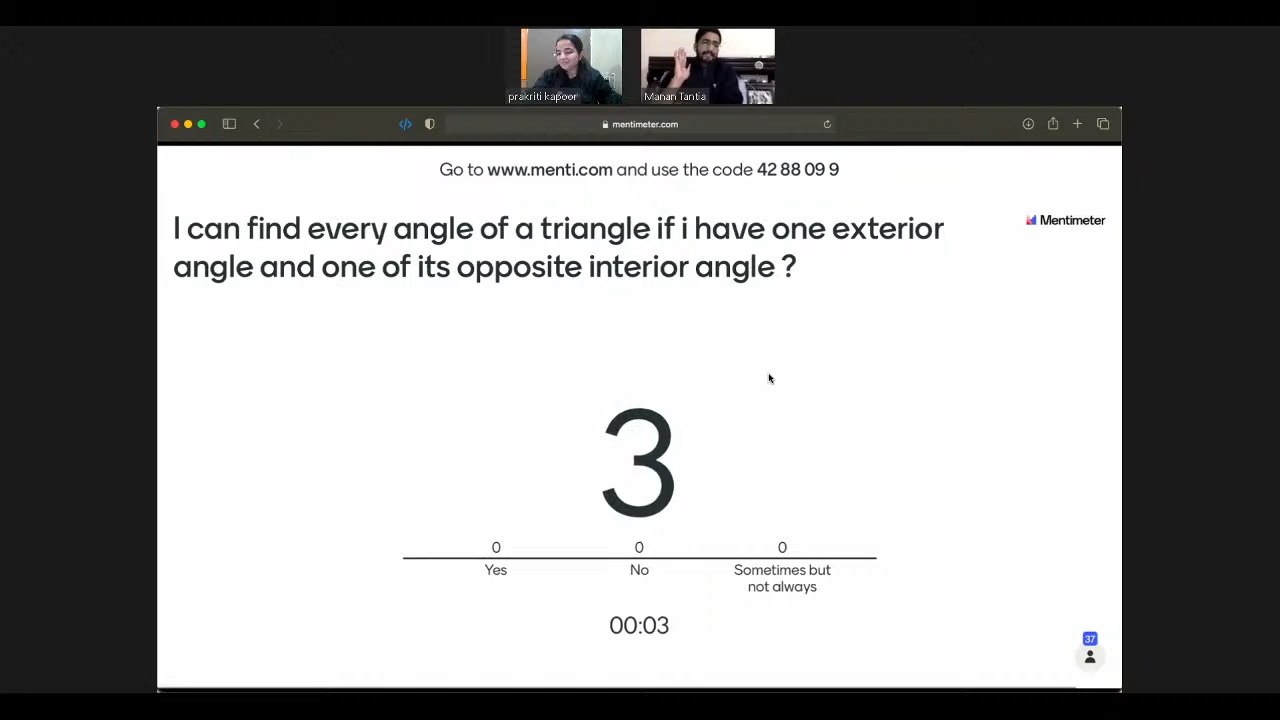 prakriti kapoor
Manan Tantia
mentimeter.com
Go to www.menti.com and use the code 42 88 09 9
I can find every angle of a triangle if i have one exterior
angle and one of its opposite interior angle ?
Mentimeter
3
0
0
0
Yes
No
Sometimes but
not always
00:03
37